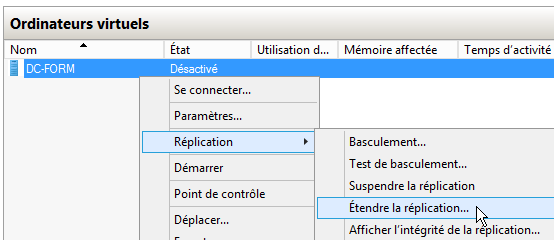 Ordinateurs virtuels
Nom État Utilisation d... Mémoire affectée Temps d'activité
DC-FORM Désactivé
Se connecter...
Paramètres...
Réplication
Basculement...
Démarrer
Test de basculement...
Point de contrôle
Suspendre la réplication
Étendre la réplication...
Déplacer...
Afficher l'intégrité de la réplication...